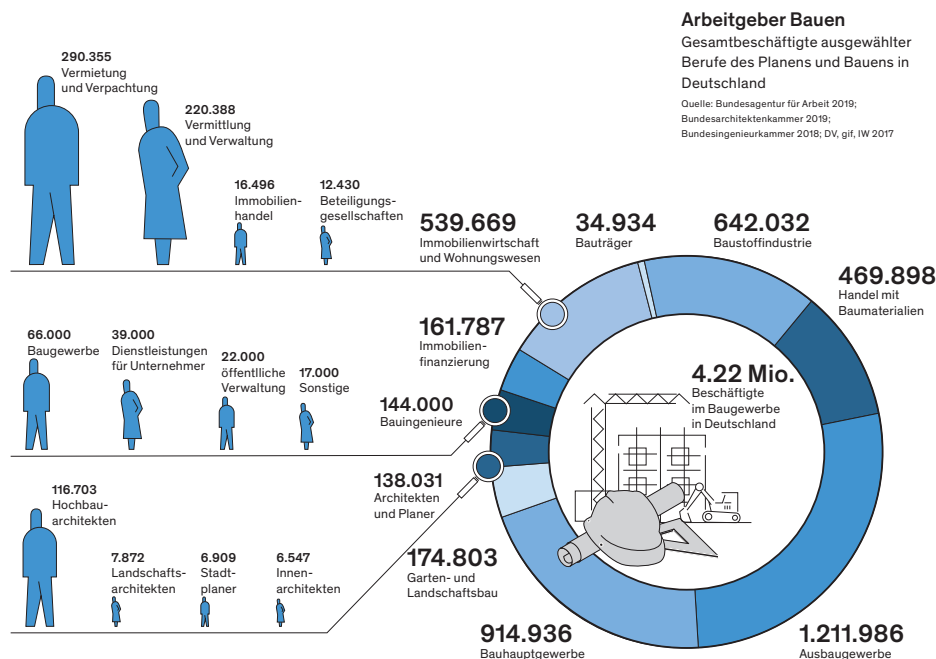 Arbeitgeber Bauen
Gesamtbeschäftigte ausgewählter
Berufe des Planens und Bauens in
Deutschland
Quelle: Bundesagentur für Arbeit 2019;
Bundesarchitektenkammer 2019;
Bundesingenieurkammer 2018; DV, gif, IW 2017
290.355
Vermietung
und Verpachtung
220.388
Vermittlung
und Verwaltung
16.496
Immobilien-
handel
12.430
Beteiligungs-
gesellschaften
539.669
Immobilienwirtschaft
und Wohnungswesen
34.934
Bauträger
642.032
Baustoffindustrie
469.898
Handel mit
Baumaterialien
161.787
Immobilien-
finanzierung
66.000
Baugewerbe
39.000
Dienstleistungen
für Unternehmer
22.000
öffentlliche
Verwaltung
17.000
Sonstige
144.000
Bauingenieure
4.22 Mio.
Beschäftigte
im Baugewerbe
in Deutschland
138.031
Architekten
und Planer
116.703
Hochbau-
architekten
7.872
Landschafts-
architekten
6.909
Stadt-
planer
6.547
Innen-
architekten
174.803
Garten- und
Landschaftsbau
914.936
Bauhauptgewerbe
1.211.986
Ausbaugewerbe